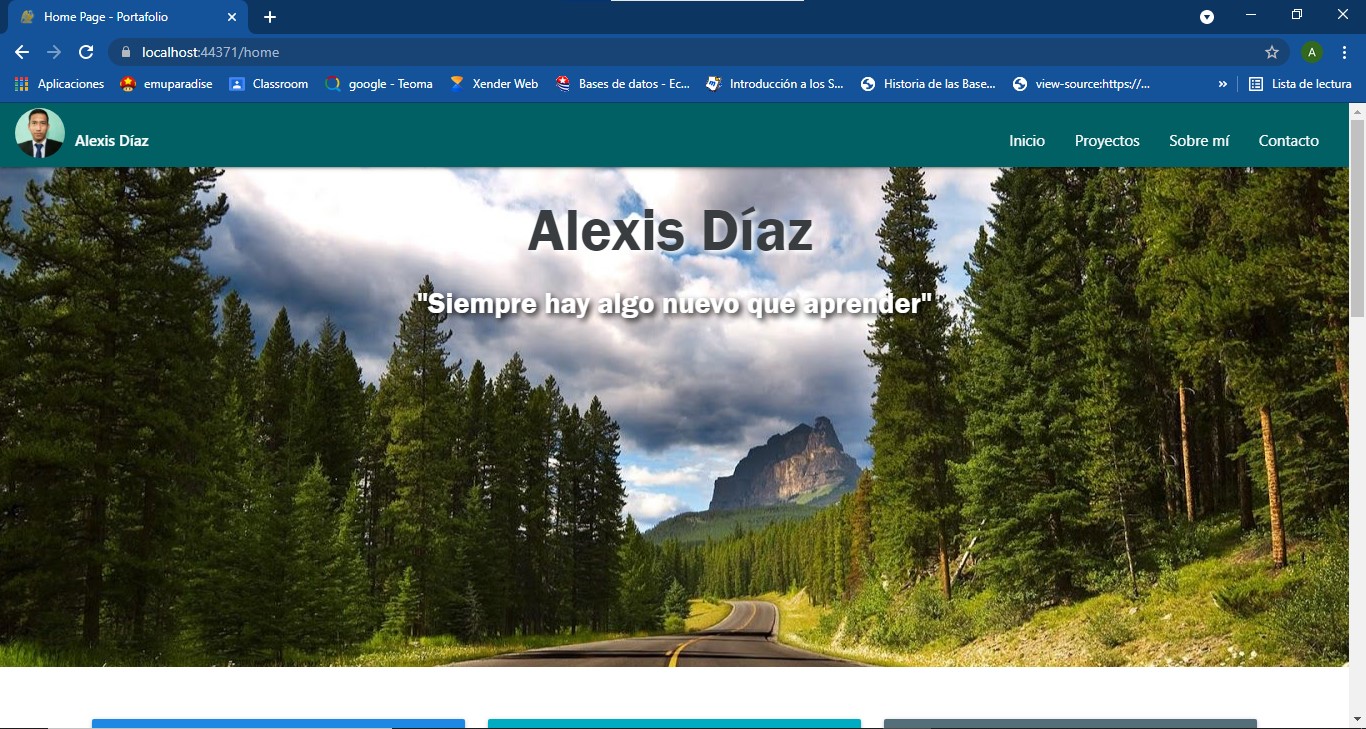 Home Page - Portafolio
localhost:44371/home
A
Aplicaciones emuparadise Classroom google - Teoma Xender Web Bases de datos - Ec... Introducción a los S... Historia de las Base... view-source:https://... » Lista de lectura
Alexis Díaz Inicio Proyectos Sobre mí Contacto
Alexis Díaz
"Siempre hay algo nuevo que aprender"